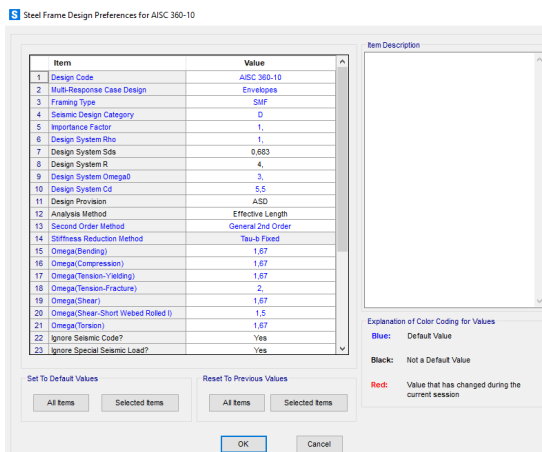 S Steel Frame Design Preferences for AISC 360-10
Item Value
1 Design Code AISC 360-10
2 Multi-Response Case Design Envelopes
3 Framing Type SMF
4 Seismic Design Category D
5 Importance Factor 1,
6 Design System Rho 1,
7 Design System Sds 0,683
8 Design System R 4,
9 Design System Omega0 3,
10 Design System Cd 5,5
11 Design Provision ASD
12 Analysis Method Effective Length
13 Second Order Method General 2nd Order
14 Stiffness Reduction Method Tau-b Fixed
15 Omega(Bending) 1,67
16 Omega(Compression) 1,67
17 Omega(Tension-Yielding) 1,67
18 Omega(Tension-Fracture) 2,
19 Omega(Shear) 1,67
20 Omega(Shear-Short Webed Rolled I) 1,5
21 Omega(Torsion) 1,67
22 Ignore Seismic Code? Yes
23 Ignore Special Seismic Load? Yes
Item Description
Explanation of Color Coding for Values
Blue: Default Value
Black: Not a Default Value
Red: Value that has changed during the
current session
Set To Default Values
All Items Selected Items
Reset To Previous Values
All Items Selected Items
OK Cancel